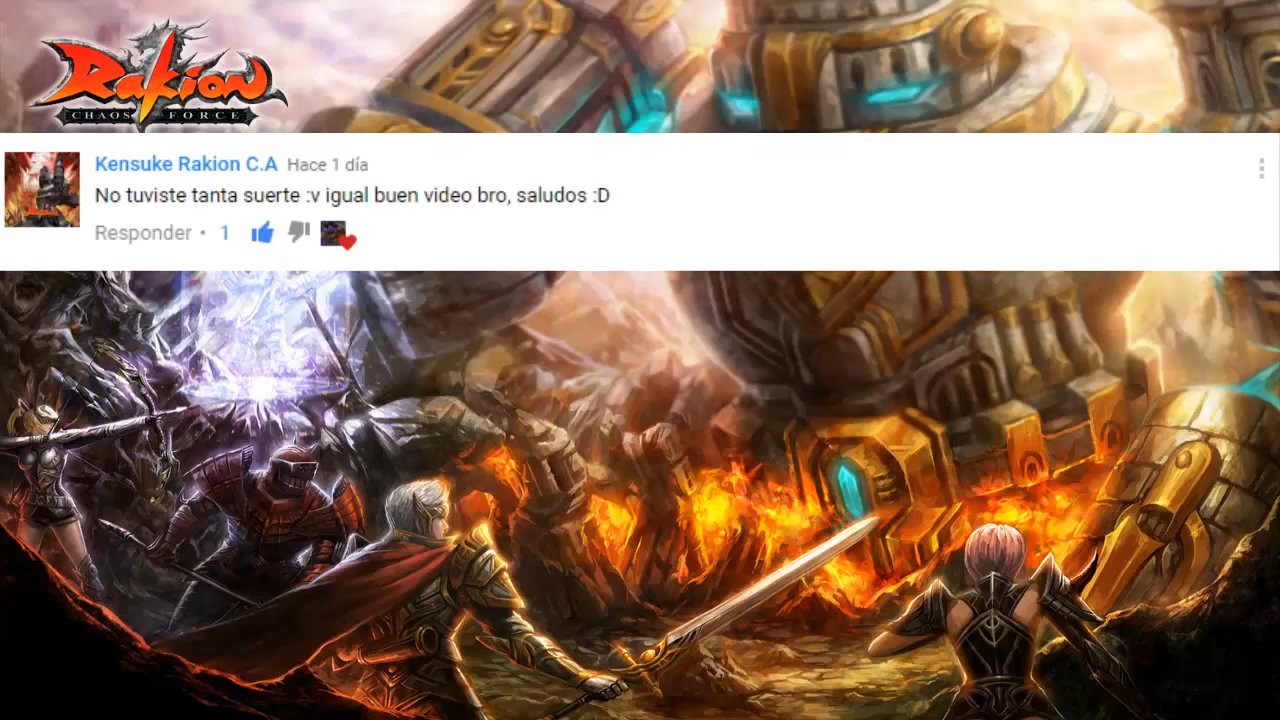 Rakion
CHAOS FORCE
Kensuke Rakion C.A Hace 1 día
No tuviste tanta suerte :v igual buen video bro, saludos :D
Responder • 1